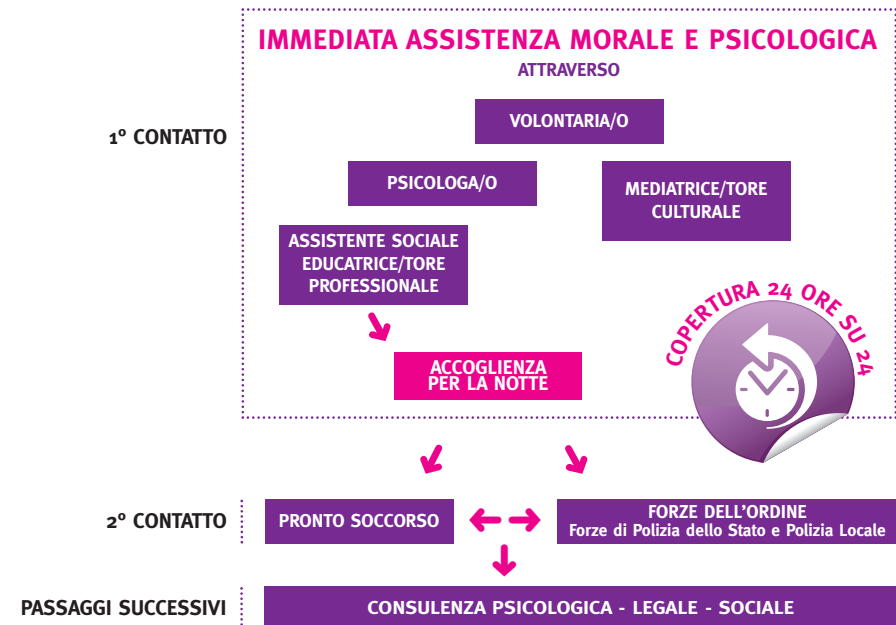 IMMEDIATA ASSISTENZA MORALE E PSICOLOGICA
ATTRAVERSO
1º CONTATTO
VOLONTARIA/O
PSICOLOGA/O
MEDIATRICE/TORE
CULTURALE
ASSISTENTE SOCIALE
EDUCATRICE/TORE
PROFESSIONALE
COPERTURA 24 ORE SU 24
ACCOGLIENZA
PER LA NOTTE
2º CONTATTO
PRONTO SOCCORSO
FORZE DELL’ORDINE
Forze di Polizia dello Stato e Polizia Locale
PASSAGGI SUCCESSIVI
CONSULENZA PSICOLOGICA - LEGALE - SOCIALE